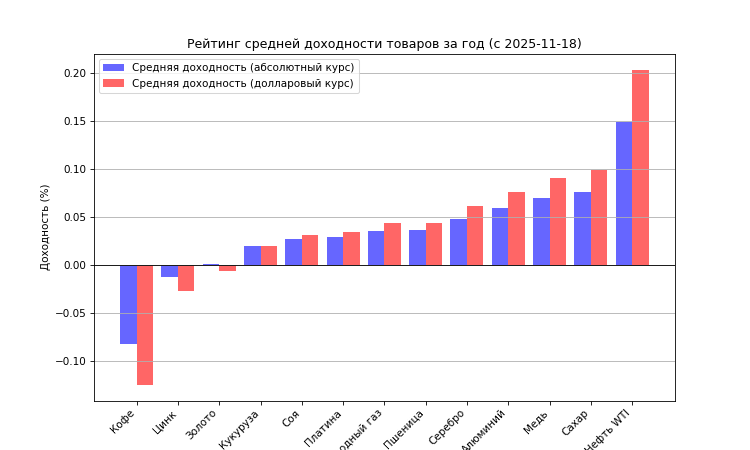 Рейтинг средней доходности товаров за год (с 2025-11-18)
Средняя доходность (абсолютный курс)
Средняя доходность (долларовый курс)
Доходность (%)
0.20
0.15
0.10
0.05
0.00
−0.05
−0.10
Кофе
Цинк
Золото
Кукуруза
Соя
Платина
одный газ
Пшеница
Серебро
Алюминий
Медь
Сахар
Нефть WTI